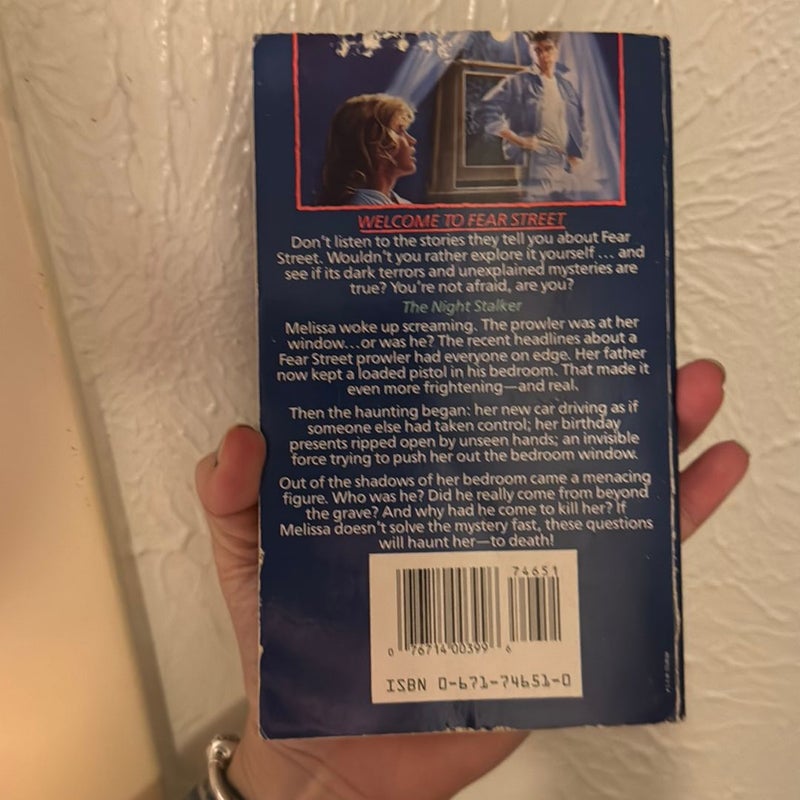 WELCOME TO FEAR STREET
Don't listen to the stories they tell you about Fear
Street. Wouldn't you rather explore it yourself ... and
see if its dark terrors and unexplained mysteries are
true? You're not afraid, are you?
The Night Stalker
Melissa woke up screaming. The prowler was at her
window...or was he? The recent headlines about a
Fear Street prowler had everyone on edge. Her father
now kept a loaded pistol in his bedroom. That made it
even more frightening—and real.
Then the haunting began: her new car driving as if
someone else had taken control; her birthday
presents ripped open by unseen hands; an invisible
force trying to push her out the bedroom window.
Out of the shadows of her bedroom came a menacing
figure. Who was he? Did he really come from beyond
the grave? And why had he come to kill her? If
Melissa doesn't solve the mystery fast, these questions
will haunt her—to death!
74651
0 76714 00399 6
ISBN 0-671-74651-0